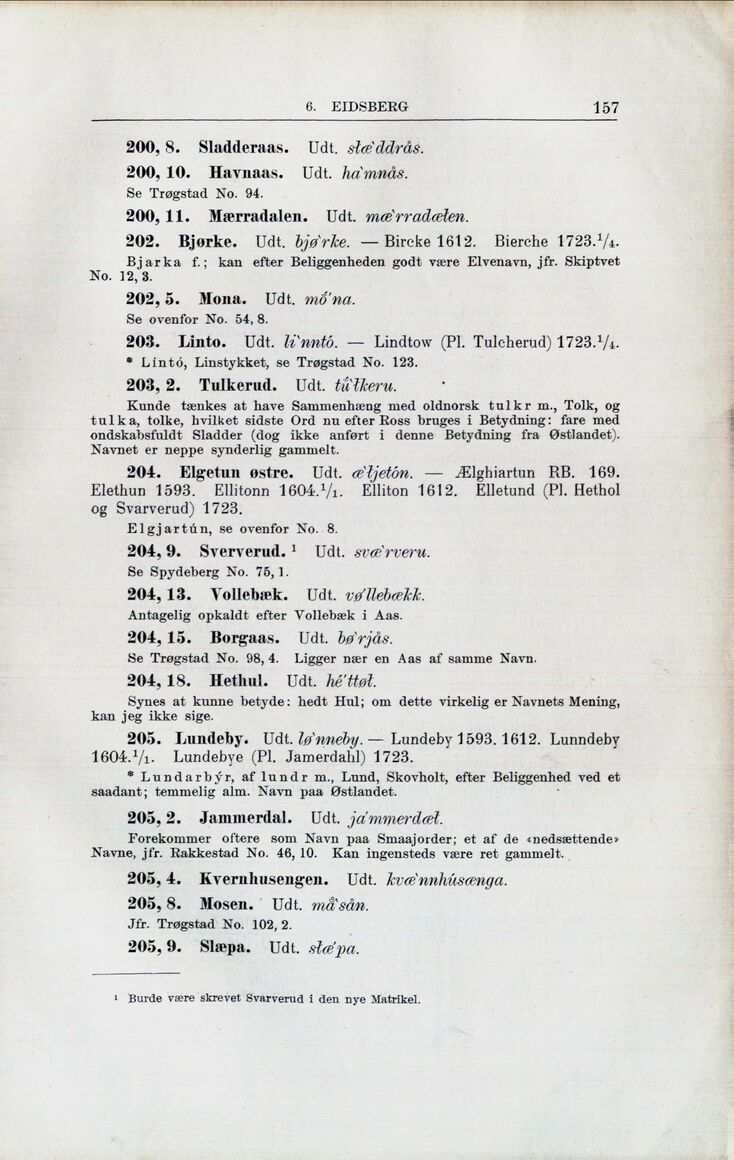 6. EIDSBERG 157
200, 8. Sladderaas. Udt. słæ`ddrås.
200, 10. Havnaas. Udt. ha`mnås.
Se Trøgstad No. 94.
200, 11. Mærradalen. Udt. mæ`rradæłen.
202. Bjørke. Udt. bjø`rke. — Bircke 1612. Bierche 1723.¹/₄.
Bjarka f.; kan efter Beliggenheden godt være Elvenavn, jfr. Skiptvet
No. 12, 3.
202, 5. Mona. Udt. mó'na.
Se ovenfor No. 54, 8.
203. Linto. Udt. li`nntó. — Lindtow (Pl. Tulcherud) 1723.¹/₄.
* Lintó, Linstykket, se Trøgstad No. 123.
203, 2. Tulkerud. Udt. tú`łkeru.
Kunde tænkes at have Sammenhæng med oldnorsk tulkr m., Tolk, og
tulka, tolke, hvilket sidste Ord nu efter Ross bruges i Betydning: fare med
ondskabsfuldt Sladder (dog ikke anført i denne Betydning fra Østlandet).
Navnet er neppe synderlig gammelt.
204. Elgetun østre. Udt. æ`łjetón. — Ælghiartun RB. 169.
Elethun 1593. Ellitonn 1604.¹/₁. Elliton 1612. Elletund (Pl. Hethol
og Svarverud) 1723.
Elgjartún, se ovenfor No. 8.
204, 9. Sververud.¹ Udt. svæ`rveru.
Se Spydeberg No. 75, 1.
204, 13. Vollebæk. Udt. vø'llebækk.
Antagelig opkaldt efter Vollebæk i Aas.
204, 15. Borgaas. Udt. bø`rjås.
Se Trøgstad No. 98, 4. Ligger nær en Aas af samme Navn.
204, 18. Hethul. Udt. hé'ttøł.
Synes at kunne betyde: hedt Hul; om dette virkelig er Navnets Mening,
kan jeg ikke sige.
205. Lundeby. Udt. lø`nneby. — Lundeby 1593. 1612. Lunndeby
1604.¹/₁. Lundebye (Pl. Jamerdahl) 1723.
* Lundarbýr, af lundr m., Lund, Skovholt, efter Beliggenhed ved et
saadant; temmelig alm. Navn paa Østlandet.
205, 2. Jammerdal. Udt. ja'mmerdæł.
Forekommer oftere som Navn paa Smaajorder; et af de «nedsættende»
Navne, jfr. Rakkestad No. 46, 10. Kan ingensteds være ret gammelt.
205, 4. Kvernhusengen. Udt. kvæ`nnhúsænga.
205, 8. Mosen. Udt. må`sån.
Jfr. Trøgstad No. 102, 2.
205, 9. Slæpa. Udt. słæ'pa.
¹ Burde være skrevet Svarverud i den nye Matrikel.